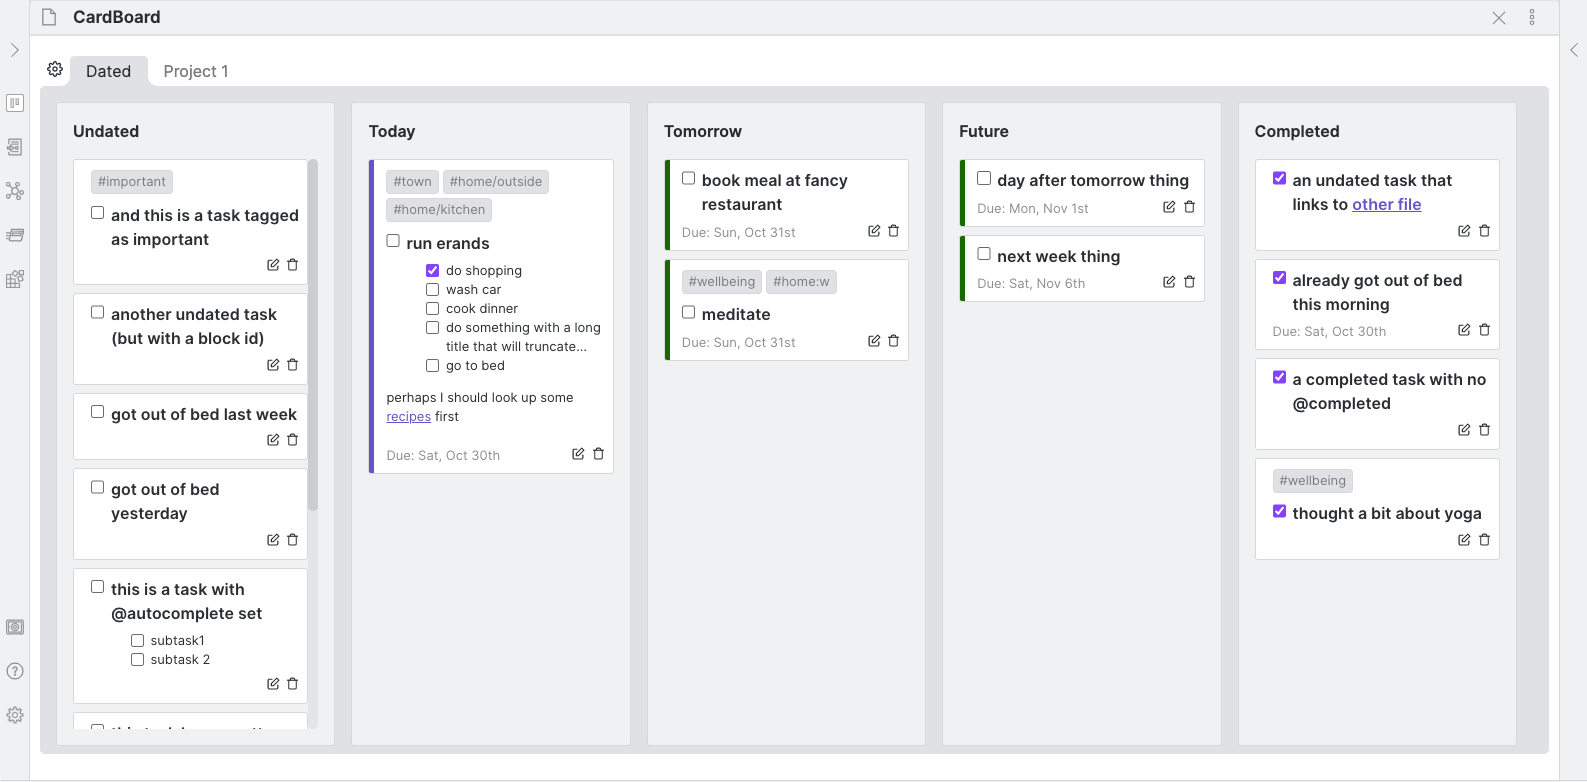 CardBoard
Dated
Project 1
Undated
#important
and this is a task tagged
as important
another undated task
(but with a block id)
got out of bed last week
got out of bed
yesterday
this is a task with
@autocomplete set
subtask1
subtask 2
Today
#town #home/outside
#home/kitchen
run erands
do shopping
wash car
cook dinner
do something with a long
title that will truncate...
go to bed
perhaps I should look up some
recipes first
Due: Sat, Oct 30th
Tomorrow
book meal at fancy
restaurant
Due: Sun, Oct 31st
#wellbeing #home:w
meditate
Due: Sun, Oct 31st
Future
day after tomorrow thing
Due: Mon, Nov 1st
next week thing
Due: Sat, Nov 6th
Completed
an undated task that
links to other file
already got out of bed
this morning
Due: Sat, Oct 30th
a completed task with no
@completed
#wellbeing
thought a bit about yoga